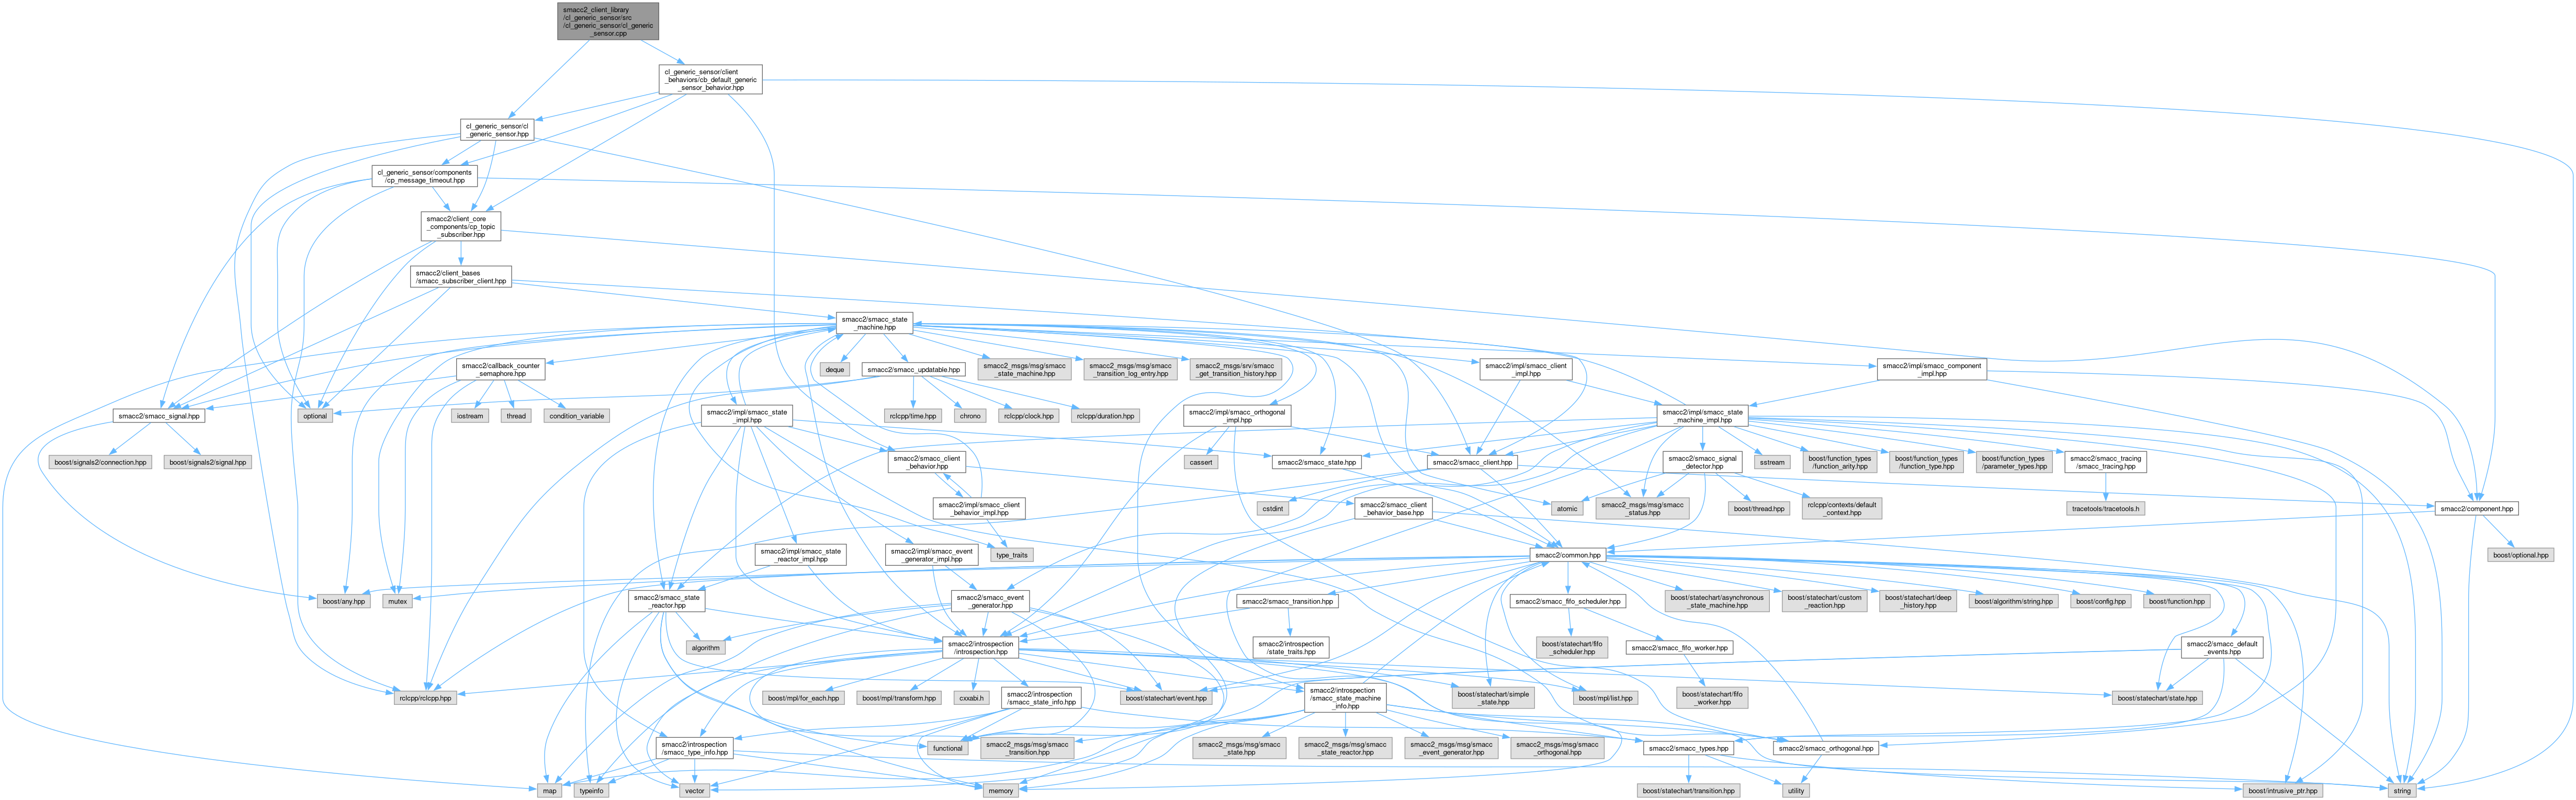 smacc2_client_library
/cl_generic_sensor/src
/cl_generic_sensor/cl_generic
_sensor.cpp
cl_generic_sensor/client
_behaviors/cb_default_generic
_sensor_behavior.hpp
cl_generic_sensor/cl
_generic_sensor.hpp
cl_generic_sensor/components
/cp_message_timeout.hpp
smacc2/client_core
_components/cp_topic
_subscriber.hpp
smacc2/client_bases
/smacc_subscriber_client.hpp
smacc2/smacc_state
_machine.hpp
smacc2/callback_counter
_semaphore.hpp
deque
smacc2/smacc_updatable.hpp
smacc2_msgs/msg/smacc
_state_machine.hpp
smacc2_msgs/msg/smacc
_transition_log_entry.hpp
smacc2_msgs/srv/smacc
_get_transition_history.hpp
smacc2/impl/smacc_client
_impl.hpp
smacc2/impl/smacc_component
_impl.hpp
smacc2/smacc_signal.hpp
optional
iostream
thread
condition_variable
smacc2/impl/smacc_state
_impl.hpp
rclcpp/time.hpp
chrono
rclcpp/clock.hpp
rclcpp/duration.hpp
smacc2/impl/smacc_orthogonal
_impl.hpp
smacc2/impl/smacc_state
_machine_impl.hpp
boost/signals2/connection.hpp
boost/signals2/signal.hpp
smacc2/smacc_client
_behavior.hpp
cassert
smacc2/smacc_state.hpp
smacc2/smacc_client.hpp
smacc2/smacc_signal
_detector.hpp
sstream
boost/function_types
/function_arity.hpp
boost/function_types
/function_type.hpp
boost/function_types
/parameter_types.hpp
smacc2/smacc_tracing
/smacc_tracing.hpp
smacc2/impl/smacc_client
_behavior_impl.hpp
cstdint
smacc2/smacc_client
_behavior_base.hpp
atomic
smacc2_msgs/msg/smacc
_status.hpp
boost/thread.hpp
rclcpp/contexts/default
_context.hpp
tracetools/tracetools.h
smacc2/component.hpp
smacc2/impl/smacc_state
_reactor_impl.hpp
smacc2/impl/smacc_event
_generator_impl.hpp
type_traits
smacc2/common.hpp
boost/optional.hpp
boost/any.hpp
mutex
smacc2/smacc_state
_reactor.hpp
smacc2/smacc_event
_generator.hpp
smacc2/smacc_transition.hpp
smacc2/smacc_fifo_scheduler.hpp
boost/statechart/asynchronous
_state_machine.hpp
boost/statechart/custom
_reaction.hpp
boost/statechart/deep
_history.hpp
boost/algorithm/string.hpp
boost/config.hpp
boost/function.hpp
algorithm
smacc2/introspection
/introspection.hpp
smacc2/introspection
/state_traits.hpp
boost/statechart/fifo
_scheduler.hpp
smacc2/smacc_fifo_worker.hpp
smacc2/smacc_default
_events.hpp
rclcpp/rclcpp.hpp
boost/mpl/for_each.hpp
boost/mpl/transform.hpp
cxxabi.h
smacc2/introspection
/smacc_state_info.hpp
boost/statechart/event.hpp
smacc2/introspection
/smacc_state_machine
_info.hpp
boost/statechart/simple
_state.hpp
boost/mpl/list.hpp
boost/statechart/fifo
_worker.hpp
boost/statechart/state.hpp
smacc2/introspection
/smacc_type_info.hpp
functional
smacc2_msgs/msg/smacc
_transition.hpp
smacc2_msgs/msg/smacc
_state.hpp
smacc2_msgs/msg/smacc
_state_reactor.hpp
smacc2_msgs/msg/smacc
_event_generator.hpp
smacc2_msgs/msg/smacc
_orthogonal.hpp
smacc2/smacc_types.hpp
smacc2/smacc_orthogonal.hpp
map
typeinfo
vector
memory
boost/statechart/transition.hpp
utility
boost/intrusive_ptr.hpp
string